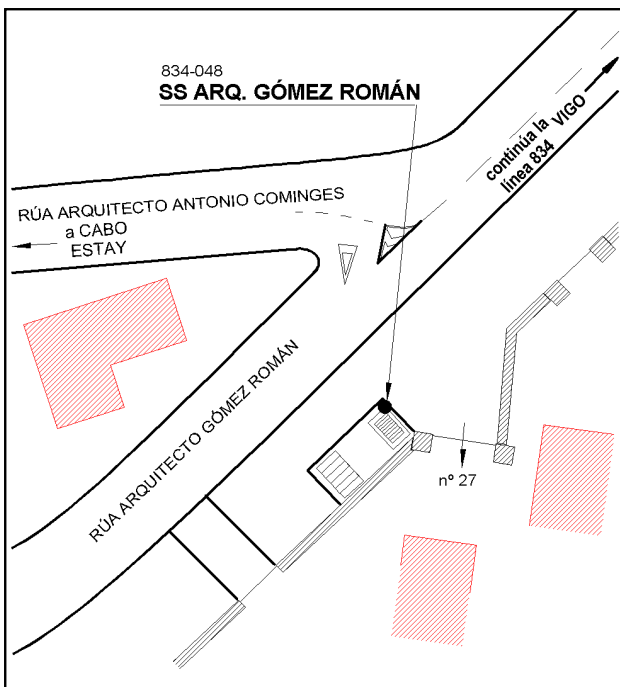 834-048
SS ARQ. GÓMEZ ROMÁN
continúa la VIGO
línea 834
RÚA ARQUITECTO ANTONIO COMINGES
a CABO
ESTAY
RÚA ARQUITECTO GÓMEZ ROMÁN
nº 27